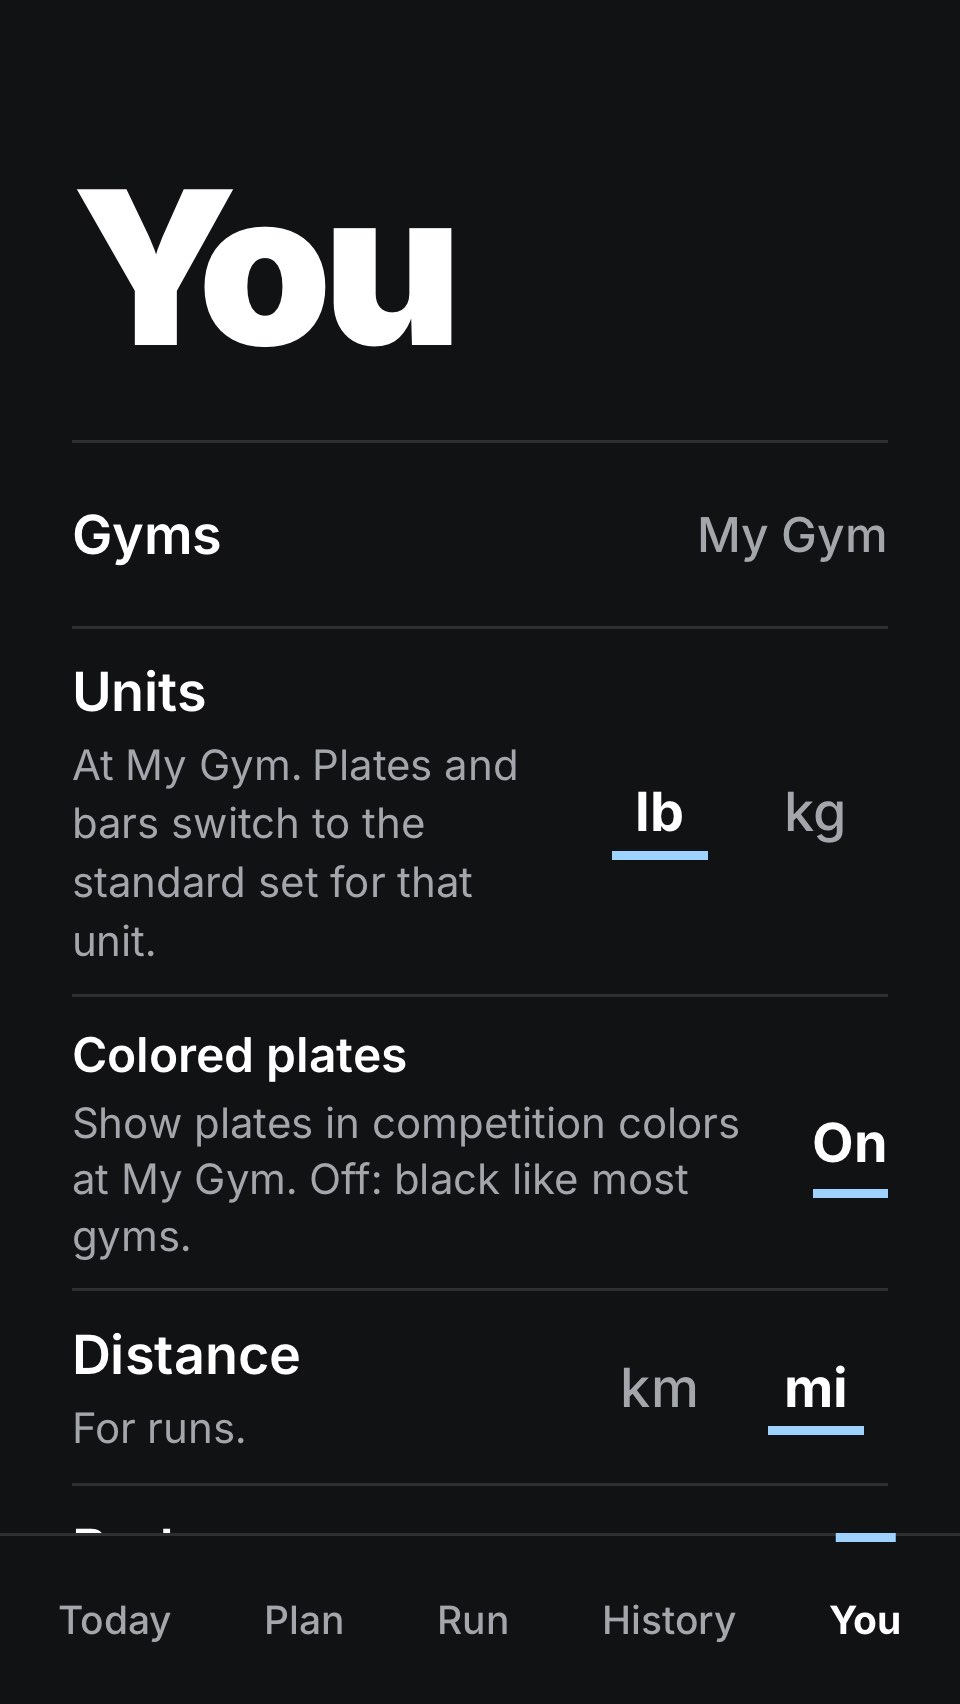 You
Gyms
My Gym
Units
At My Gym. Plates and
bars switch to the
standard set for that
unit.
lb
kg
Colored plates
Show plates in competition colors
at My Gym. Off: black like most
gyms.
On
Distance
For runs.
km
mi
Today
Plan
Run
History
You